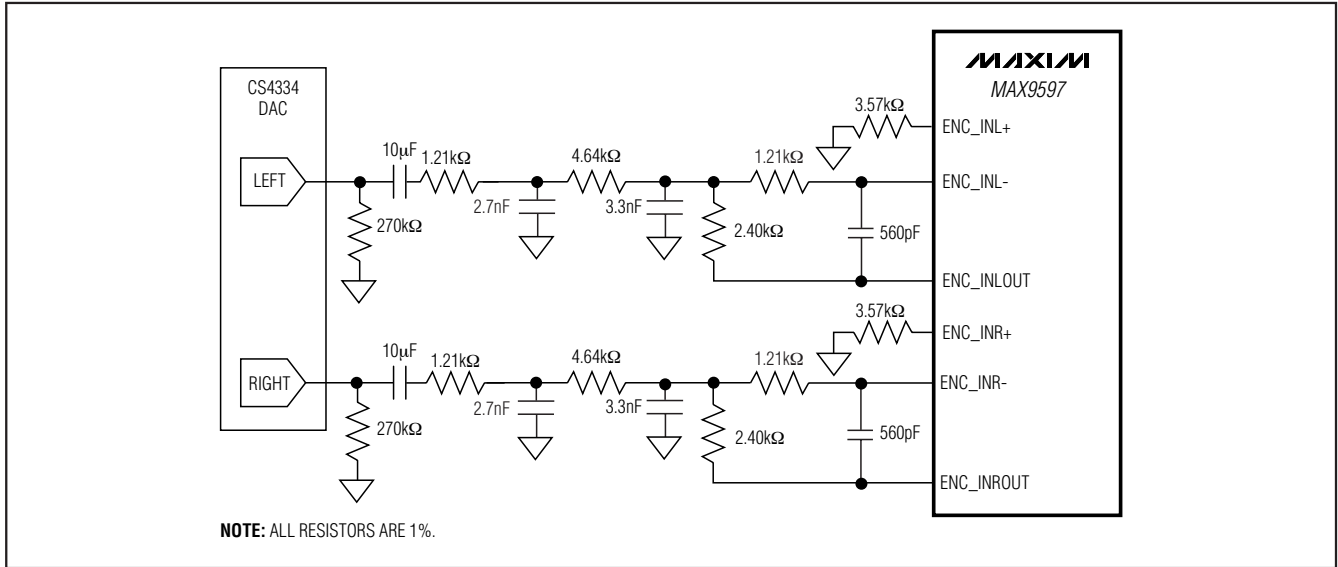 MAXIM
MAX9597
CS4334
DAC
3.57kΩ
ENC_INL+
10μF
1.21kΩ
4.64kΩ
1.21kΩ
LEFT
ENC_INL-
2.7nF
3.3nF
270kΩ
2.40kΩ
560pF
ENC_INLOUT
3.57kΩ
ENC_INR+
10μF
1.21kΩ
4.64kΩ
1.21kΩ
RIGHT
ENC_INR-
2.7nF
3.3nF
270kΩ
2.40kΩ
560pF
ENC_INROUT
NOTE: ALL RESISTORS ARE 1%.